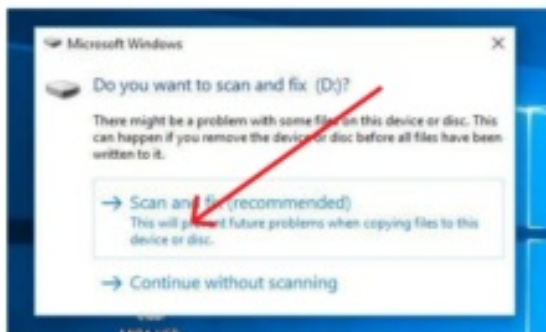 Microsoft Windows
Do you want to scan and fix (D:)?
There might be a problem with some files on this device or disc. This
can happen if you remove the device or disc before all files have been
written to it.
Scan and fix (recommended)
This will prevent future problems when copying files to this
device or disc.
Continue without scanning